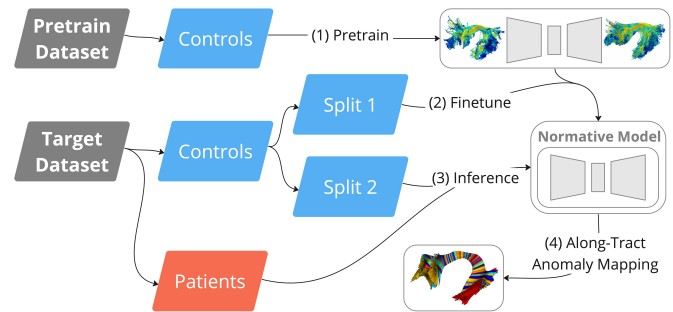 Pretrain
Dataset
Controls
(1) Pretrain
Split 1
(2) Finetune
Target
Dataset
Controls
Normative Model
Split 2
(3) Inference
(4) Along-Tract
Anomaly Mapping
Patients